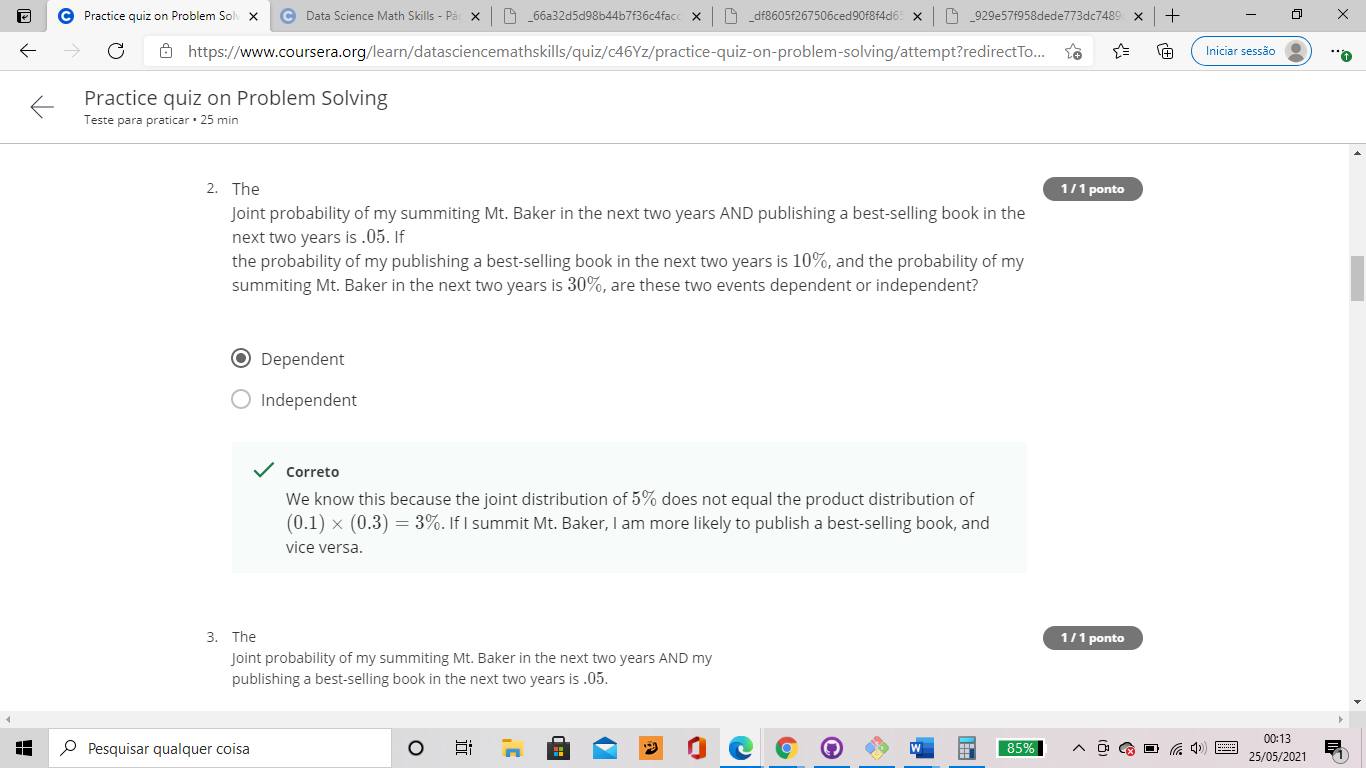 Practice quiz on Problem Solv
Data Science Math Skills - Pá
_66a32d5d98b44b7f36c4facc
_df8605f267506ced90f8f4d6
_929e57f958dede773dc7489
https://www.coursera.org/learn/datasciencemathskills/quiz/c46Yz/practice-quiz-on-problem-solving/attempt?redirectTo...
Iniciar sessão
Practice quiz on Problem Solving
Teste para praticar • 25 min
2. The
1 / 1 ponto
Joint probability of my summiting Mt. Baker in the next two years AND publishing a best-selling book in the
next two years is .05. If
the probability of my publishing a best-selling book in the next two years is 10%, and the probability of my
summiting Mt. Baker in the next two years is 30%, are these two events dependent or independent?
Dependent
Independent
Correto
We know this because the joint distribution of 5% does not equal the product distribution of
(0.1) × (0.3) = 3%. If I summit Mt. Baker, I am more likely to publish a best-selling book, and
vice versa.
3. The
1 / 1 ponto
Joint probability of my summiting Mt. Baker in the next two years AND my
publishing a best-selling book in the next two years is .05.
Pesquisar qualquer coisa
85%
00:13
25/05/2021
1